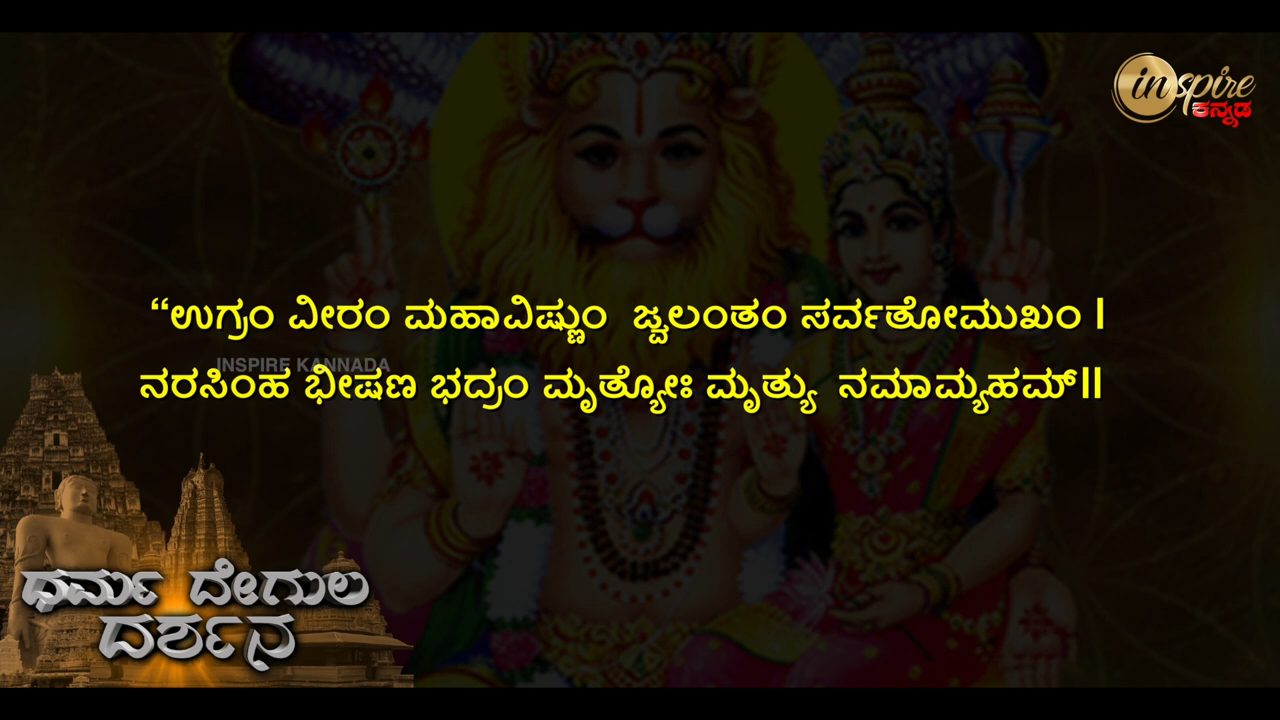 inspire
ಕನ್ನಡ
“ಉಗ್ರಂ ವೀರಂ ಮಹಾವಿಷ್ಣುಂ ಜ್ವಲಂತಂ ಸರ್ವತೋಮುಖಂ ।
INSPIRE KANNADA
ನರಸಿಂಹ ಭೀಷಣ ಭದ್ರಂ ಮೃತ್ಯೋಃ ಮೃತ್ಯು ನಮಾಮ್ಯಹಮ್॥
ಧರ್ಮ ದೇಗುಲ
ದರ್ಶನ